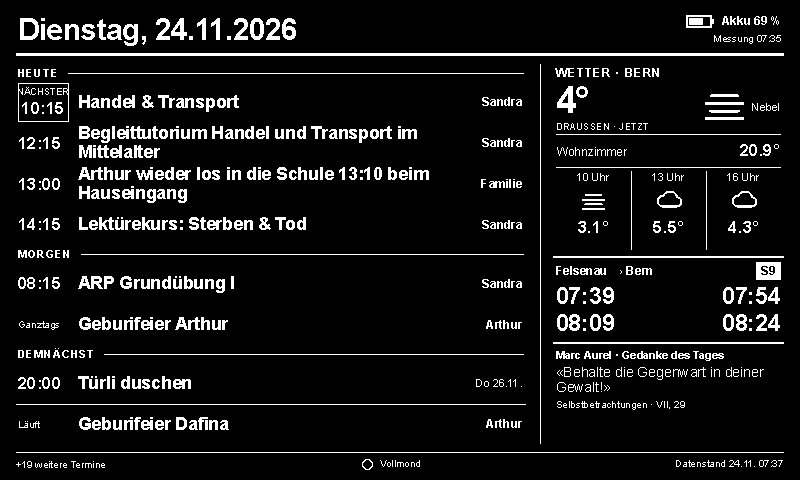 Dienstag, 24.11.2026
Akku 69 %
Messung 07:35
HEUTE
NÄCHSTER
10:15 Handel & Transport Sandra
12:15 Begleittutorium Handel und Transport im
Mittelalter Sandra
13:00 Arthur wieder los in die Schule 13:10 beim
Hauseingang Familie
14:15 Lektürekurs: Sterben & Tod Sandra
MORGEN
08:15 ARP Grundübung I Sandra
Ganztags Geburifeier Arthur Arthur
DEMNÄCHST
20:00 Türli duschen Do 26.11.
Läuft Geburifeier Dafina Arthur
WETTER · BERN
4°
Nebel
DRAUSSEN · JETZT
Wohnzimmer 20.9°
10 Uhr 13 Uhr 16 Uhr
3.1° 5.5° 4.3°
Felsenau › Bern S9
07:39 07:54
08:09 08:24
Marc Aurel · Gedanke des Tages
«Behalte die Gegenwart in deiner
Gewalt!»
Selbstbetrachtungen · VII, 29
+19 weitere Termine
Vollmond
Datenstand 24.11. 07:37